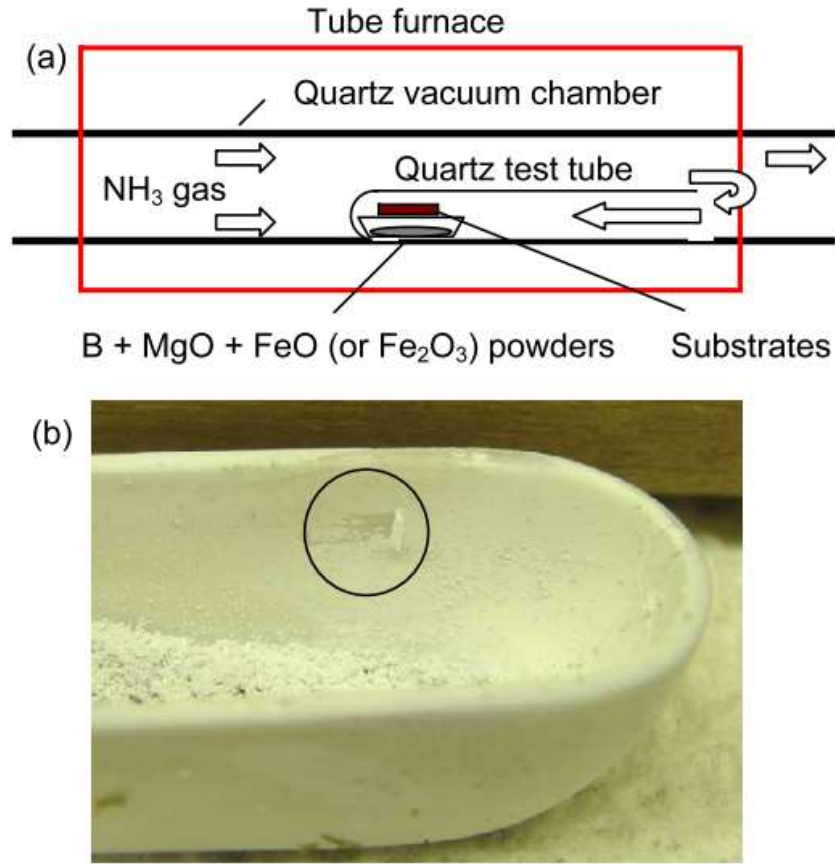 Tube furnace
(a)
Quartz vacuum chamber
Quartz test tube
NH₃ gas
B + MgO + FeO (or Fe₂O₃) powders Substrates
(b)